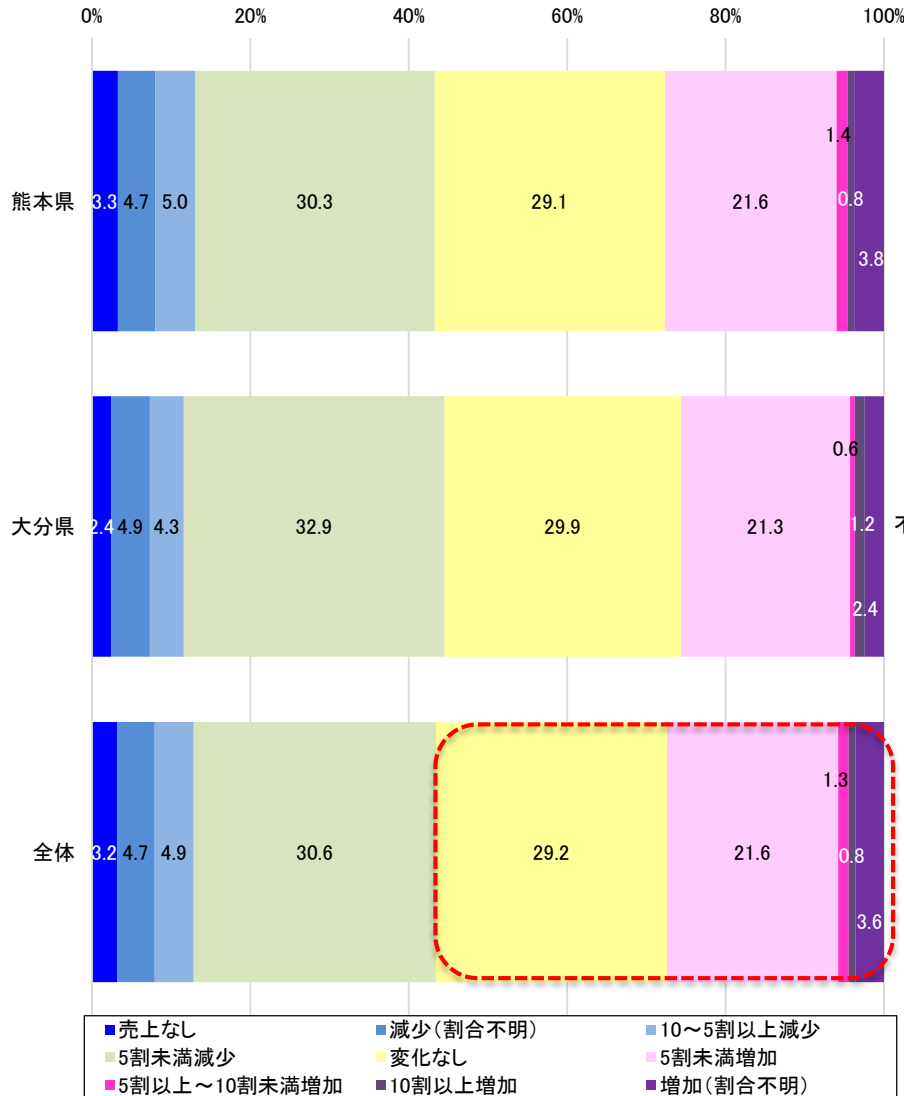 0% 20% 40% 60% 80% 100%
1.4
熊本県 3.3 4.7 5.0 30.3 29.1 21.6 0.8
3.8
0.6
大分県 2.4 4.9 4.3 32.9 29.9 21.3 1.2
2.4
1.3
全体 3.2 4.7 4.9 30.6 29.2 21.6 0.8
3.6
売上なし 減少(割合不明) 10~5割以上減少
5割未満減少 変化なし 5割未満増加
5割以上~10割未満増加 10割以上増加 増加(割合不明)